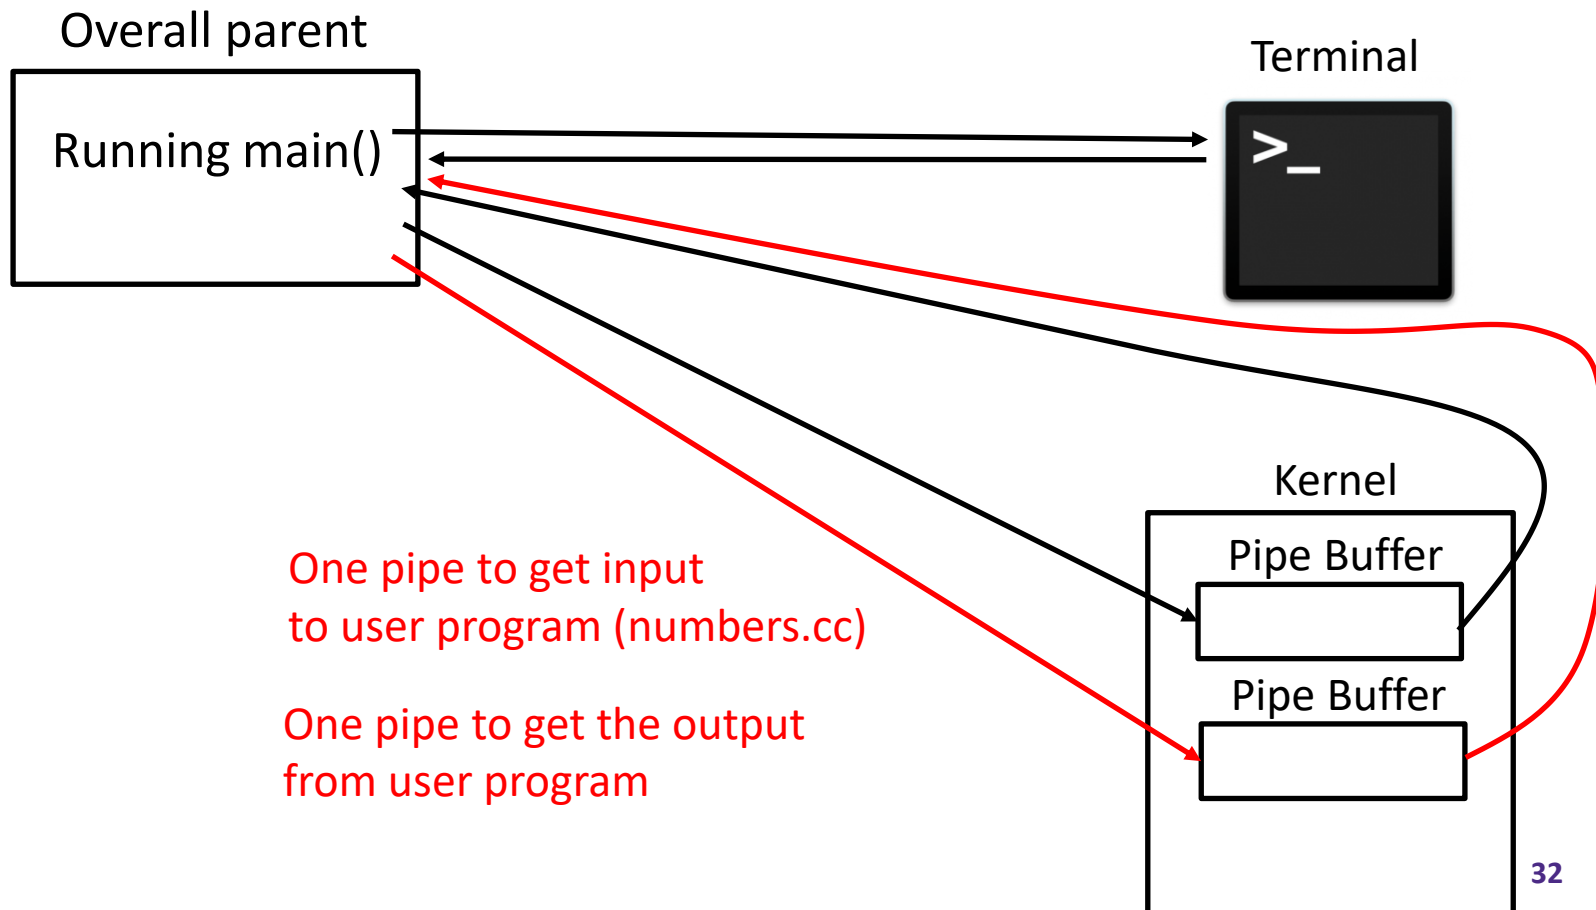 Overall parent
Terminal
Running main()
>_
Kernel
Pipe Buffer
One pipe to get input
to user program (numbers.cc)
Pipe Buffer
One pipe to get the output
from user program
32